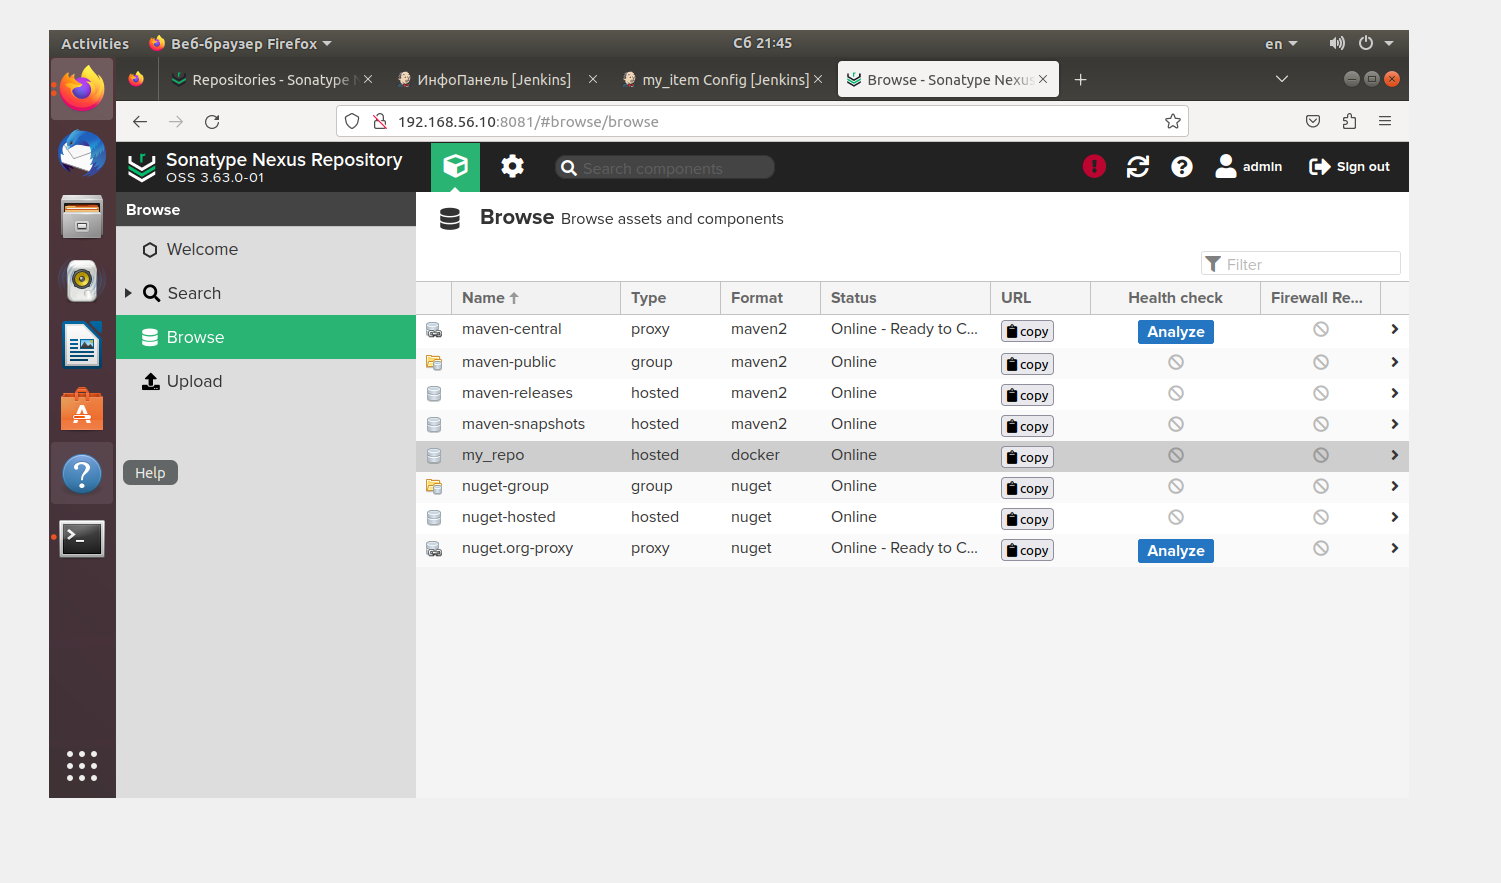 Activities Веб-браузер Firefox Сб 21:45 en
Repositories - Sonatype ИнфоПанель [Jenkins] my_item Config [Jenkins] Browse - Sonatype Nexus
192.168.56.10:8081/#browse/browse
Sonatype Nexus Repository
OSS 3.63.0-01
Search components
admin Sign out
Browse
Welcome
Search
Browse
Upload
Help
Browse Browse assets and components
Filter
Name Type Format Status URL Health check Firewall Re...
maven-central proxy maven2 Online - Ready to C... copy Analyze
maven-public group maven2 Online copy
maven-releases hosted maven2 Online copy
maven-snapshots hosted maven2 Online copy
my_repo hosted docker Online copy
nuget-group group nuget Online copy
nuget-hosted hosted nuget Online copy
nuget.org-proxy proxy nuget Online - Ready to C... copy Analyze